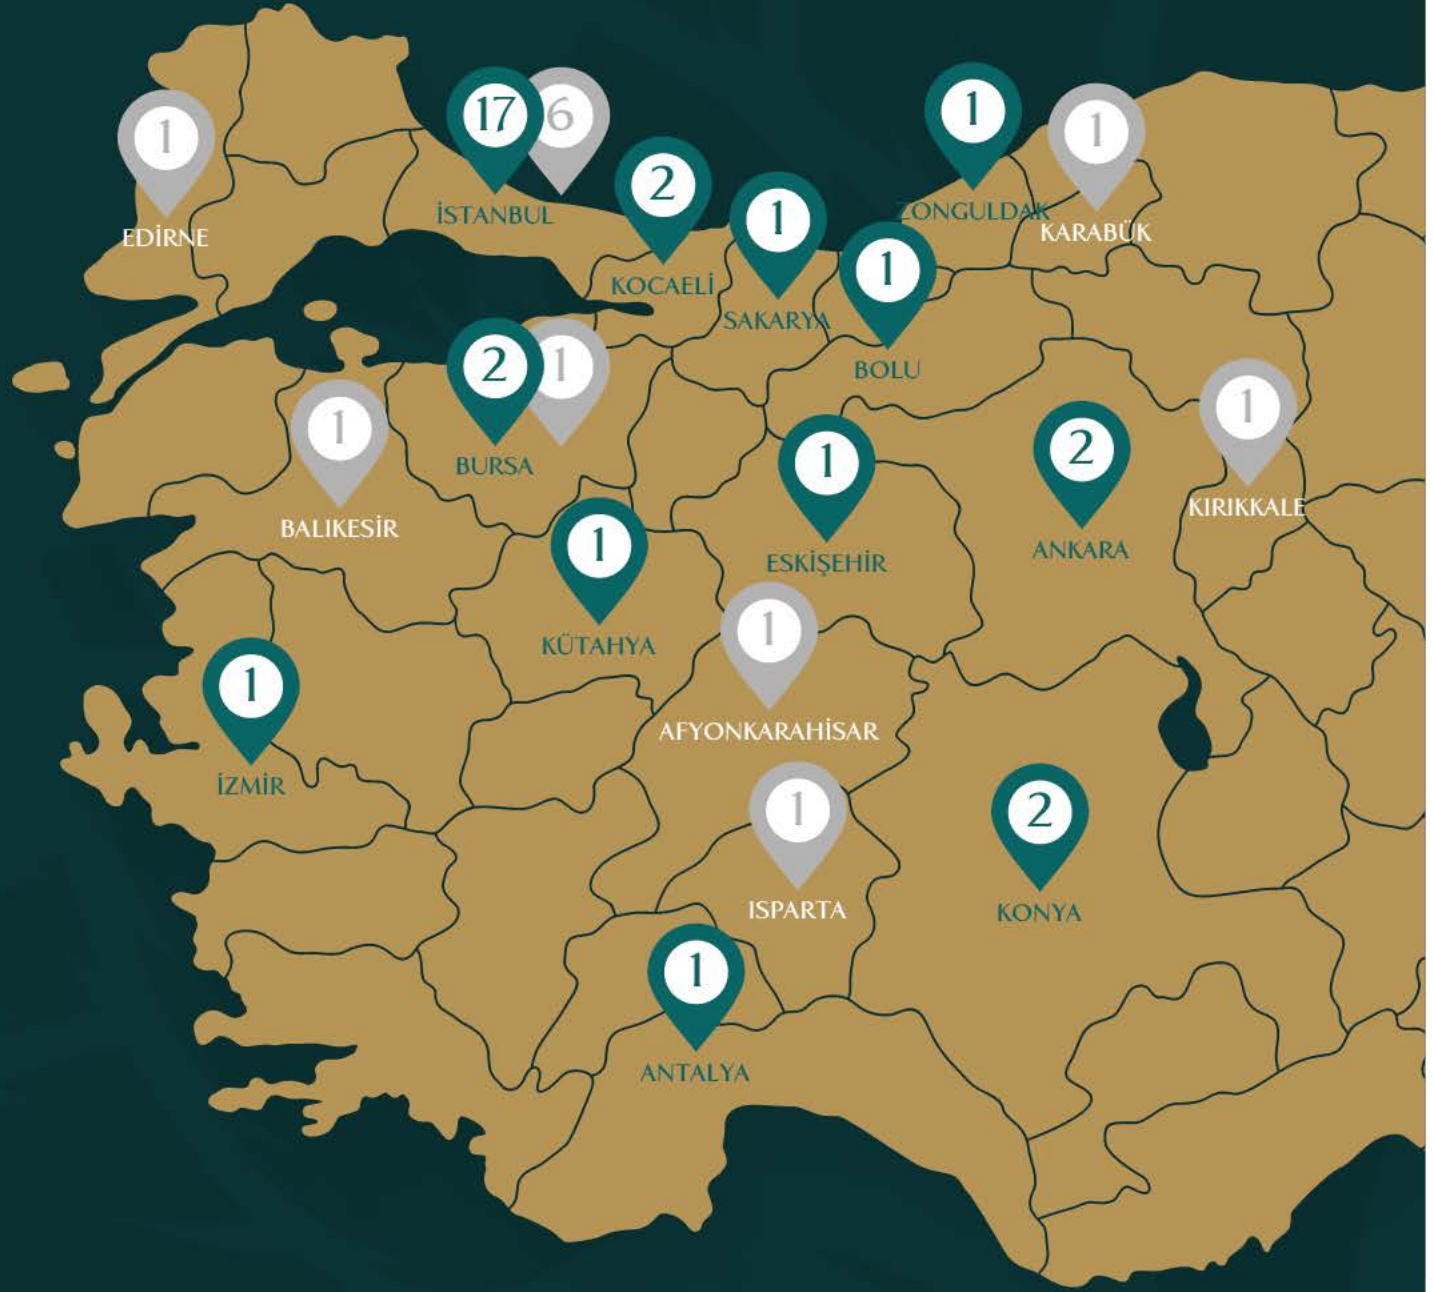 1
EDİRNE
17
6
İSTANBUL
2
KOCAELİ
1
SAKARYA
1
BOLU
1
ZONGULDAK
1
KARABÜK
2
1
BURSA
1
BALIKESİR
1
KÜTAHYA
1
ESKİŞEHİR
2
ANKARA
1
KIRIKKALE
1
İZMİR
1
AFYONKARAHİSAR
1
ISPARTA
2
KONYA
1
ANTALYA